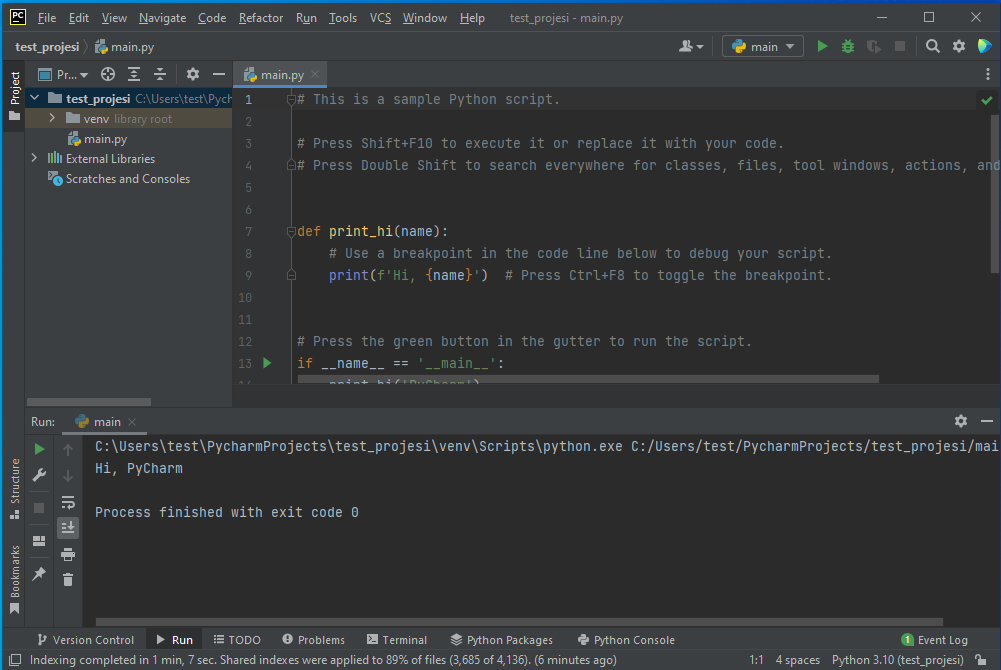 PC File Edit View Navigate Code Refactor Run Tools VCS Window Help test_projesi - main.py
test_projesi main.py main
Project
Pr... main.py
test_projesi C:\Users\test\Pych
venv library root
main.py
External Libraries
Scratches and Consoles
1 # This is a sample Python script.
2
3 # Press Shift+F10 to execute it or replace it with your code.
4 # Press Double Shift to search everywhere for classes, files, tool windows, actions, and
5
6
7 def print_hi(name):
8 # Use a breakpoint in the code line below to debug your script.
9 print(f'Hi, {name}') # Press Ctrl+F8 to toggle the breakpoint.
10
11
12 # Press the green button in the gutter to run the script.
13 if __name__ == '__main__':
14 print_hi('PyCharm')
Run: main
C:\Users\test\PycharmProjects\test_projesi\venv\Scripts\python.exe C:/Users/test/PycharmProjects/test_projesi/mai
Hi, PyCharm
Process finished with exit code 0
Structure
Bookmarks
Version Control Run TODO Problems Terminal Python Packages Python Console 1 Event Log
Indexing completed in 1 min, 7 sec. Shared indexes were applied to 89% of files (3,685 of 4,136). (6 minutes ago) 1:1 4 spaces Python 3.10 (test_projesi)